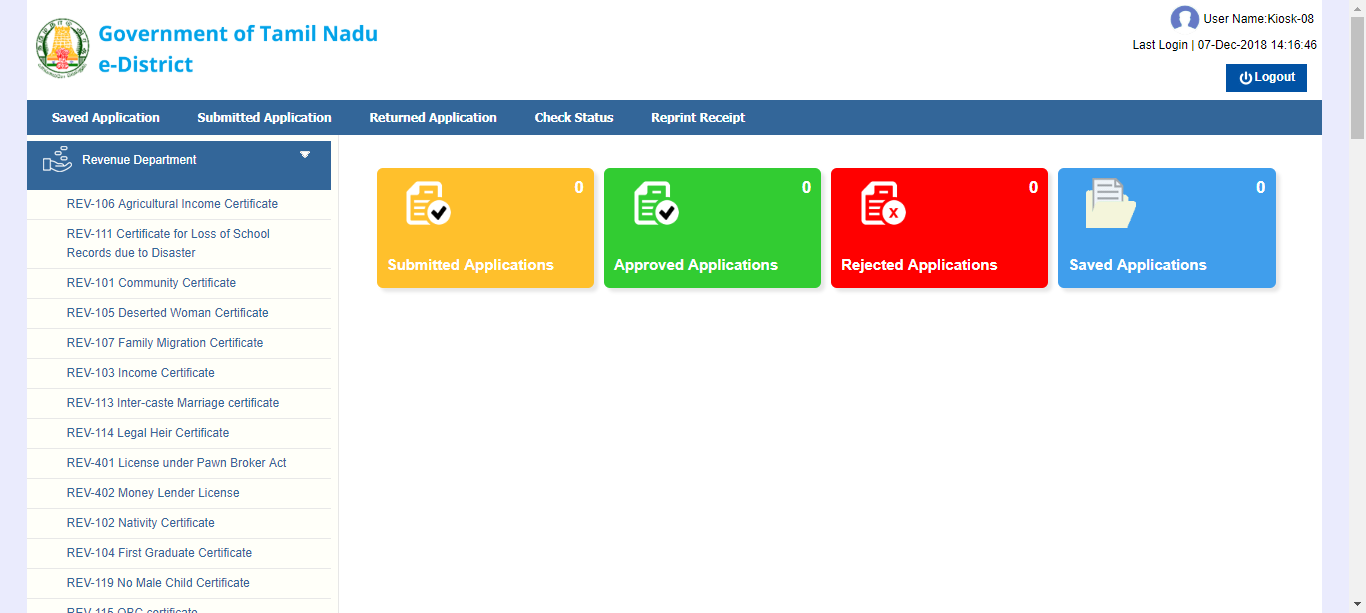 Government of Tamil Nadu
e-District
User Name:Kiosk-08
Last Login | 07-Dec-2018 14:16:46
Logout
Saved Application Submitted Application Returned Application Check Status Reprint Receipt
Revenue Department
REV-106 Agricultural Income Certificate
REV-111 Certificate for Loss of School
Records due to Disaster
REV-101 Community Certificate
REV-105 Deserted Woman Certificate
REV-107 Family Migration Certificate
REV-103 Income Certificate
REV-113 Inter-caste Marriage certificate
REV-114 Legal Heir Certificate
REV-401 License under Pawn Broker Act
REV-402 Money Lender License
REV-102 Nativity Certificate
REV-104 First Graduate Certificate
REV-119 No Male Child Certificate
REV-115 OBC certificate
0
Submitted Applications
0
Approved Applications
x
0
Rejected Applications
0
Saved Applications